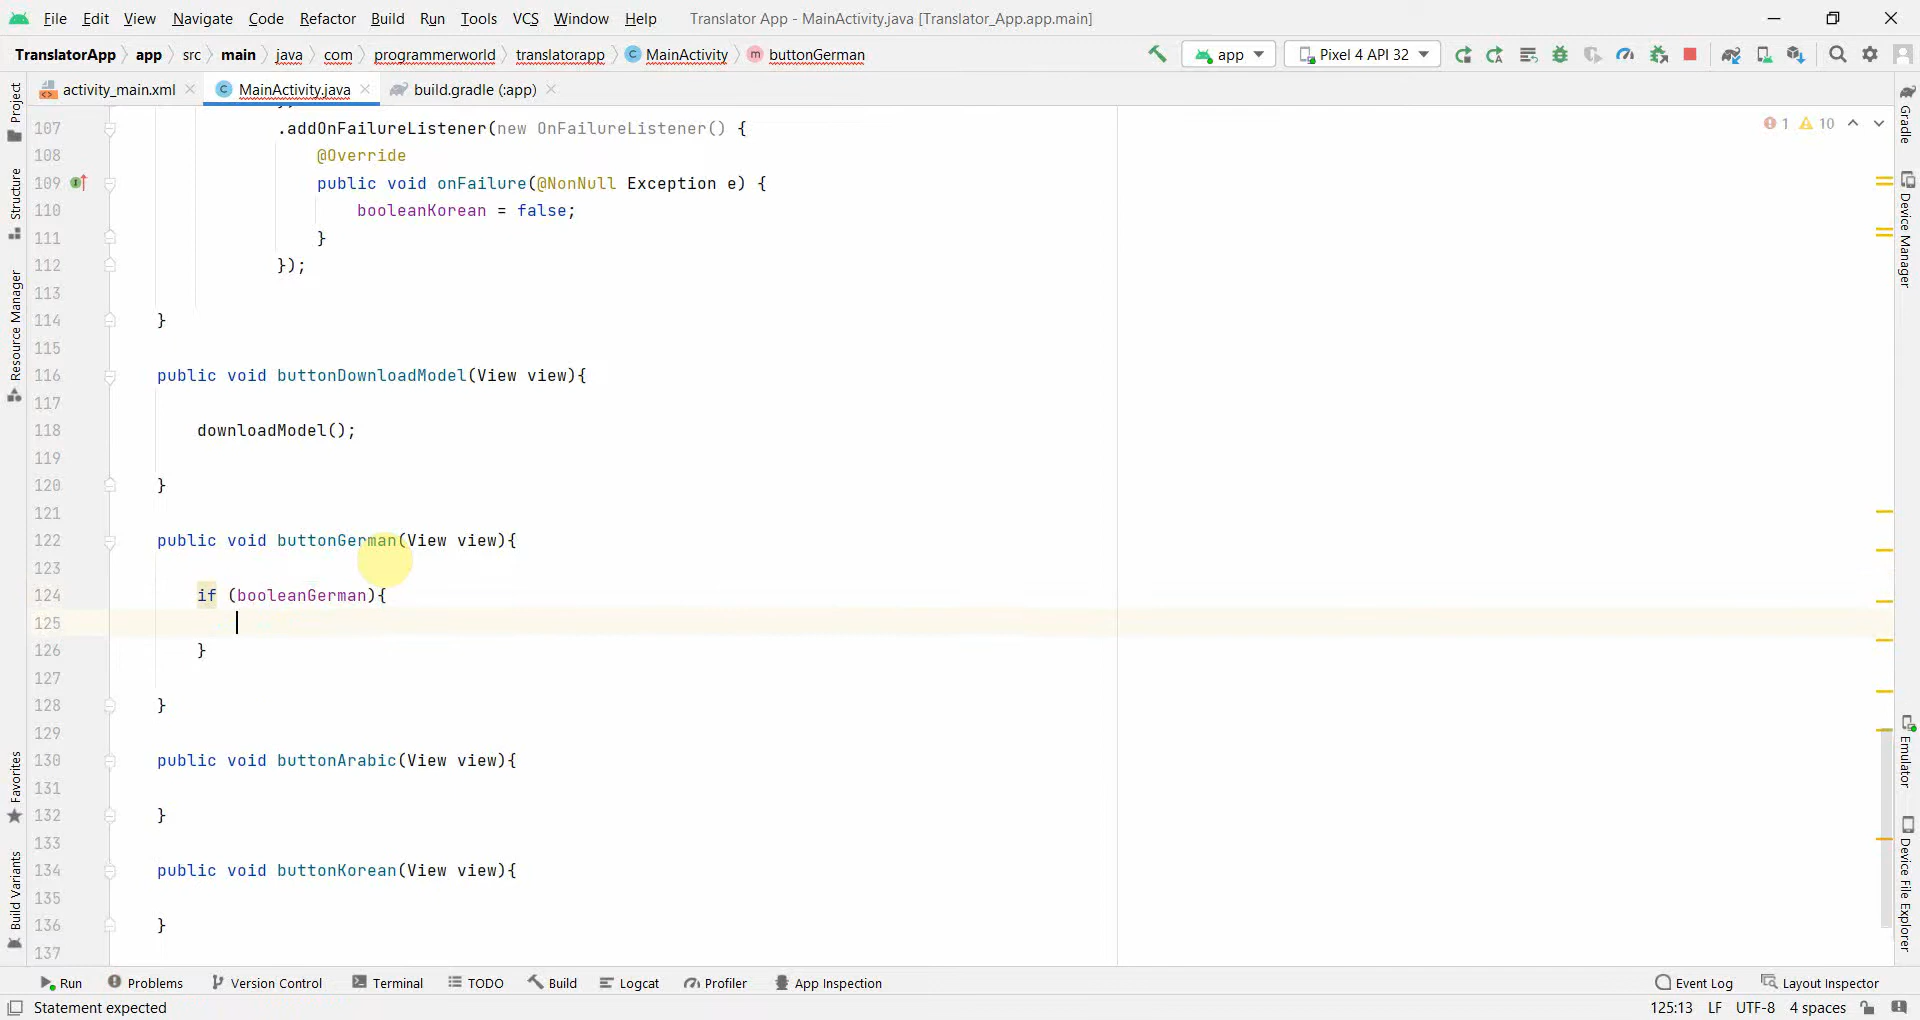 File Edit View Navigate Code Refactor Build Run Tools VCS Window Help Translator App - MainActivity.java [Translator_App.app.main]
TranslatorApp app src main java com programmerworld translatorapp MainActivity buttonGerman app Pixel 4 API 32
activity_main.xml MainActivity.java build.gradle (:app)
1 10
107 .addOnFailureListener(new OnFailureListener() {
108 @Override
109 public void onFailure(@NonNull Exception e) {
110 booleanKorean = false;
111 }
112 });
113
114 }
115
116 public void buttonDownloadModel(View view){
117
118 downloadModel();
119
120 }
121
122 public void buttonGerman(View view){
123
124 if (booleanGerman){
125
126 }
127
128 }
129
130 public void buttonArabic(View view){
131
132 }
133
134 public void buttonKorean(View view){
135
136 }
137
Project
Structure
Resource Manager
Favorites
Build Variants
Gradle
Device Manager
Emulator
Device File Explorer
Run Problems Version Control Terminal TODO Build Logcat Profiler App Inspection Event Log Layout Inspector
Statement expected 125:13 LF UTF-8 4 spaces